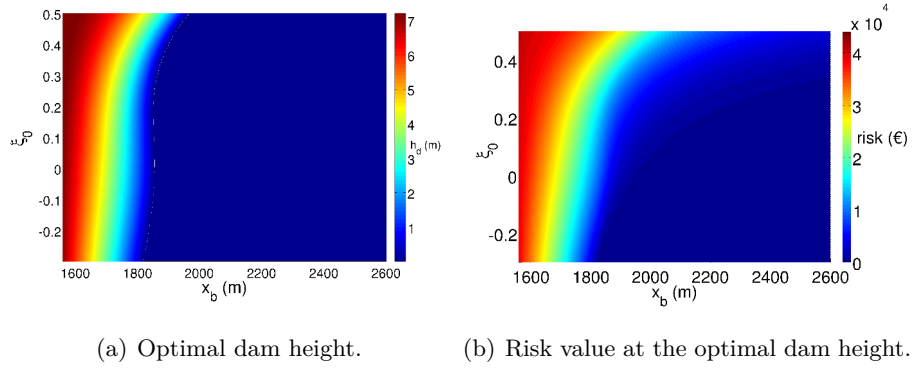 0.5
0.4
0.3
0.2
0.1
0
-0.1
-0.2
ξ0
1600 1800 2000 2200 2400 2600
x_b (m)
7
6
5
4
3
2
1
h_d (m)
0.4
0.2
0
-0.2
ξ0
1600 1800 2000 2200 2400 2600
x_b (m)
x 10^4
4
3
2
1
0
risk (€)
(a) Optimal dam height.
(b) Risk value at the optimal dam height.